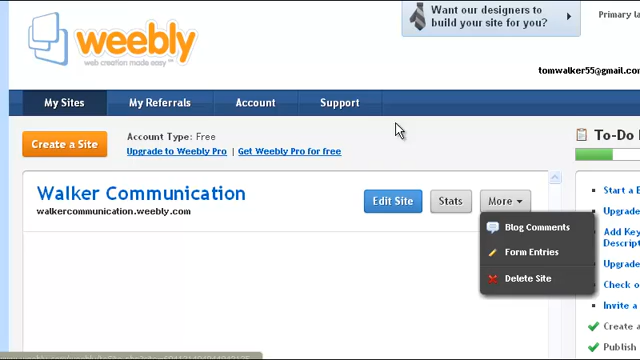 Want our designers to
build your site for you?
Primary la
weebly
web creation made easy
tomwalker55@gmail.com
My Sites
My Referrals
Account
Support
Create a Site
Account Type: Free
Upgrade to Weebly Pro | Get Weebly Pro for free
To-Do
Walker Communication
walkercommunication.weebly.com
Edit Site
Stats
More
Blog Comments
Form Entries
Delete Site
Start a
Upgrade
Add Key
Descript
Upgrade
Check o
Invite a
Create a
Publish